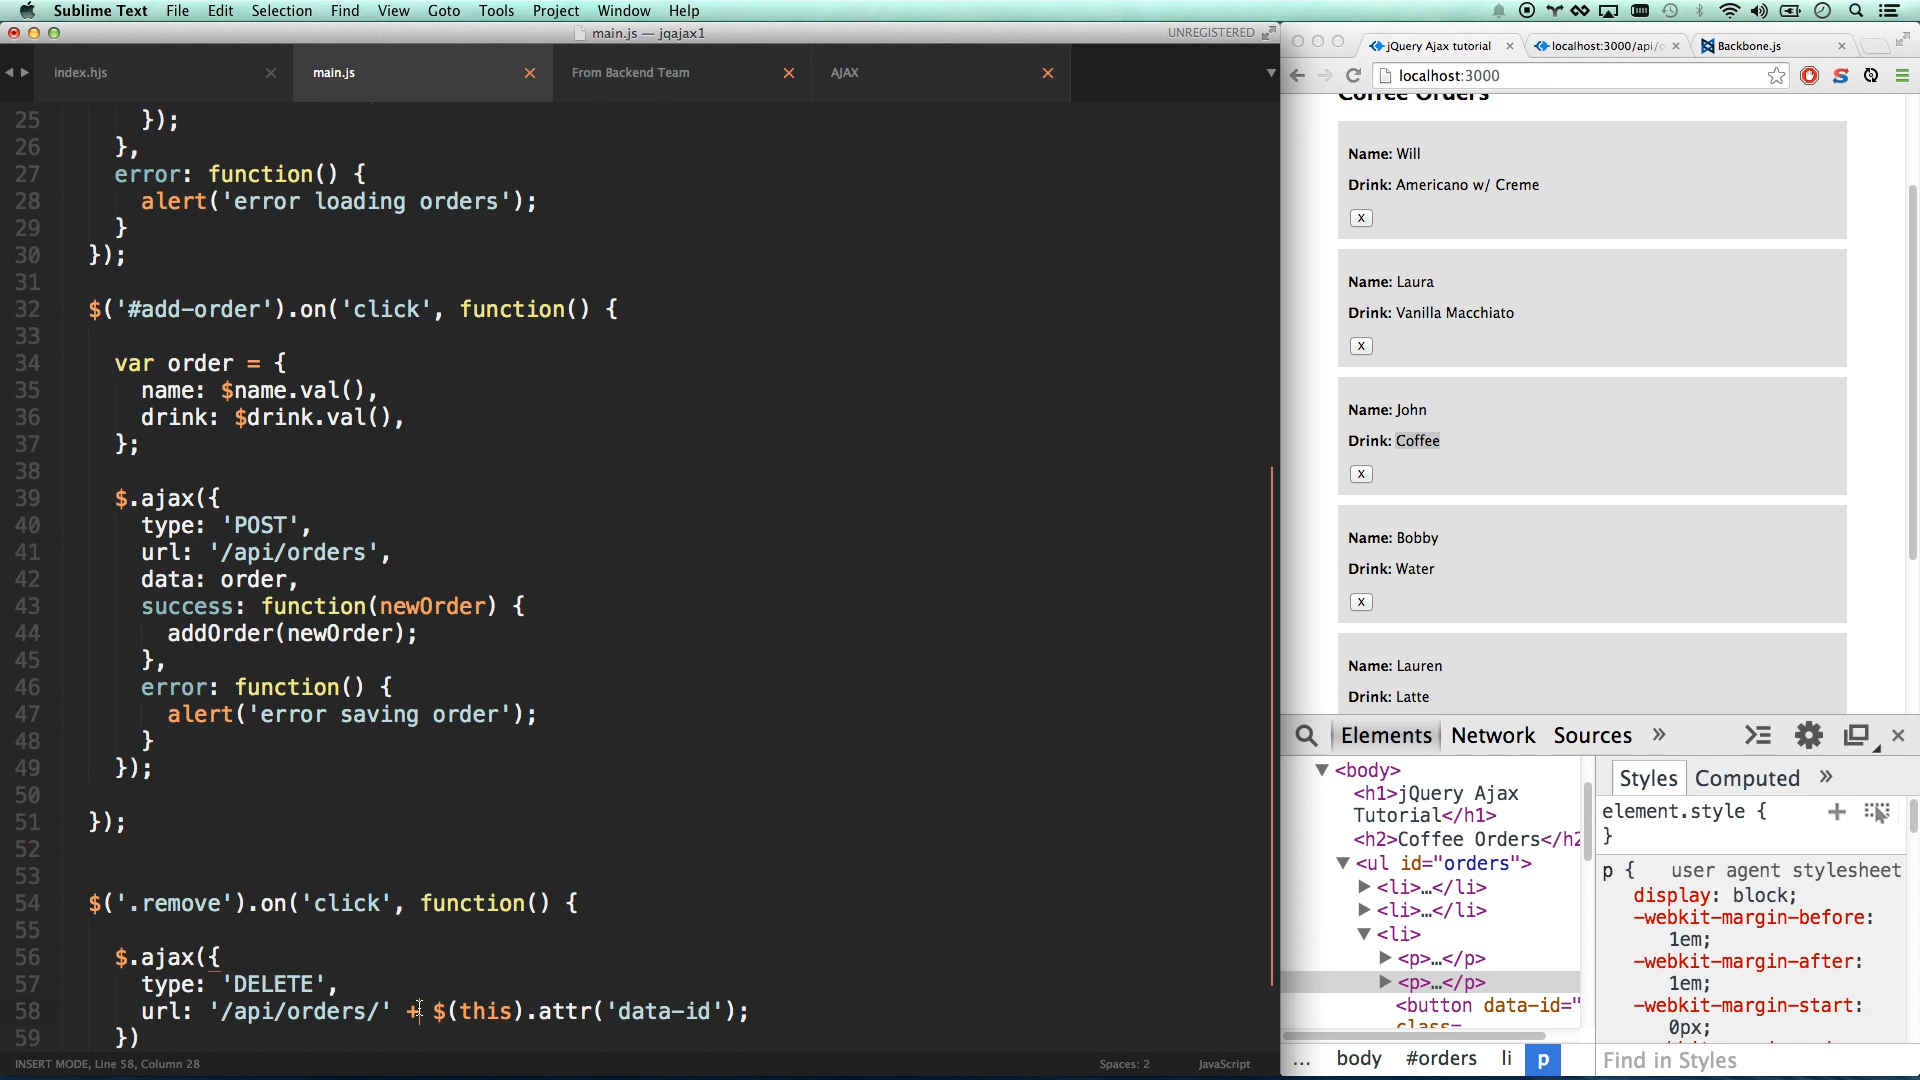 Sublime Text File Edit Selection Find View Goto Tools Project Window Help
main.js — jqajax1
UNREGISTERED
index.hjs
main.js
From Backend Team
AJAX
25 });
26 },
27 error: function() {
28 alert('error loading orders');
29 }
30 });
31
32 $('#add-order').on('click', function() {
33
34 var order = {
35 name: $name.val(),
36 drink: $drink.val(),
37 };
38
39 $.ajax({
40 type: 'POST',
41 url: '/api/orders',
42 data: order,
43 success: function(newOrder) {
44 addOrder(newOrder);
45 },
46 error: function() {
47 alert('error saving order');
48 }
49 });
50
51 });
52
53
54 $('.remove').on('click', function() {
55
56 $.ajax({
57 type: 'DELETE',
58 url: '/api/orders/' + $(this).attr('data-id');
59 })
INSERT MODE, Line 58, Column 28
Spaces: 2
JavaScript
jQuery Ajax tutorial
localhost:3000/api/o
Backbone.js
localhost:3000
Coffee Orders
Name: Will
Drink: Americano w/ Creme
X
Name: Laura
Drink: Vanilla Macchiato
X
Name: John
Drink: Coffee
X
Name: Bobby
Drink: Water
X
Name: Lauren
Drink: Latte
Elements Network Sources »
<body>
<h1>jQuery Ajax
Tutorial</h1>
<h2>Coffee Orders</h2
<ul id="orders">
<li>…</li>
<li>…</li>
<li>
<p>…</p>
<p>…</p>
<button data-id="
class=
... body #orders li p
Styles Computed »
element.style {
}
p { user agent stylesheet
display: block;
-webkit-margin-before:
1em;
-webkit-margin-after:
1em;
-webkit-margin-start:
0px;
Find in Styles